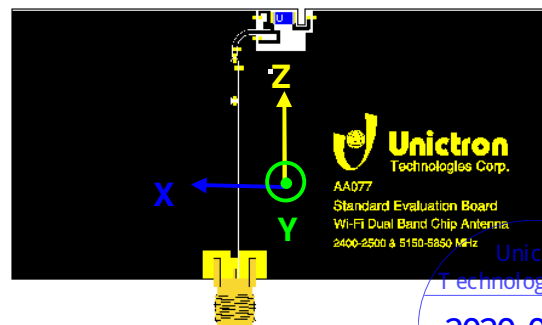 U
Z
X
Y
Unictron
Technologies Corp.
AA077
Standard Evaluation Board
Wi-Fi Dual Band Chip Antenna
2400-2500 & 5150-5850 MHz
Unic
Technolog